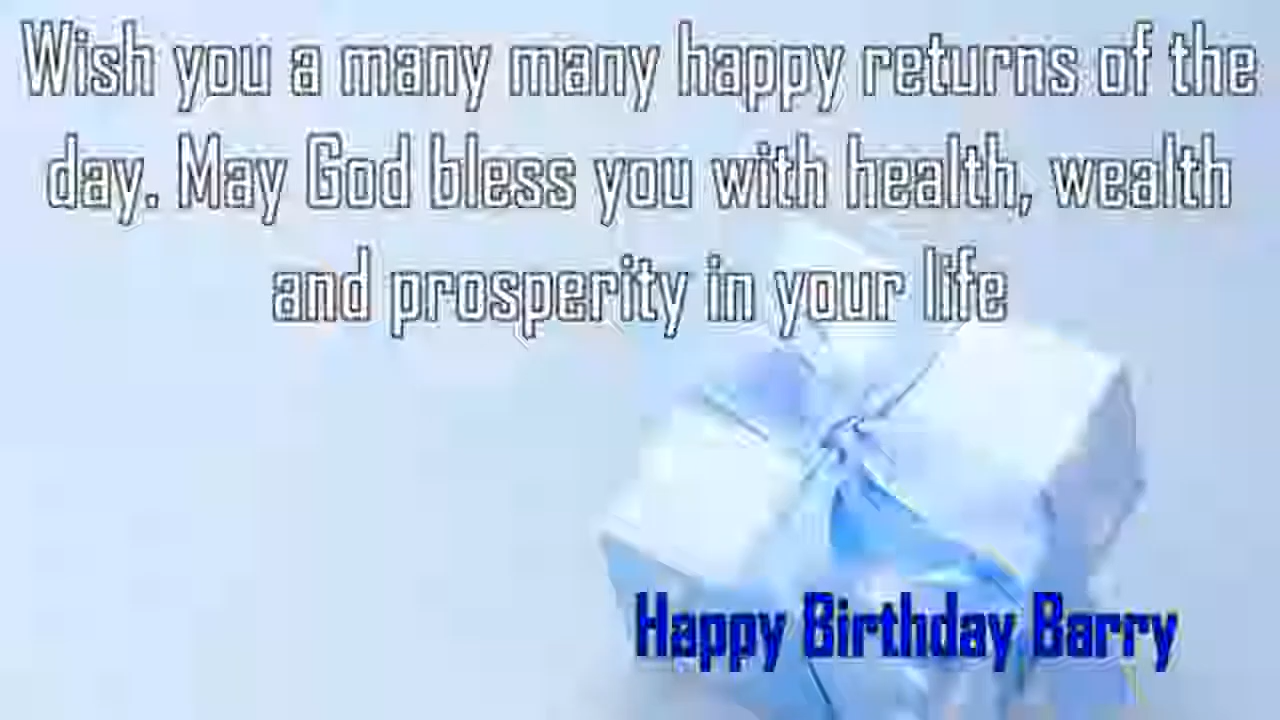 Wish you a many many happy returns of the
day. May God bless you with health, wealth
and prosperity in your life
Happy Birthday Barry